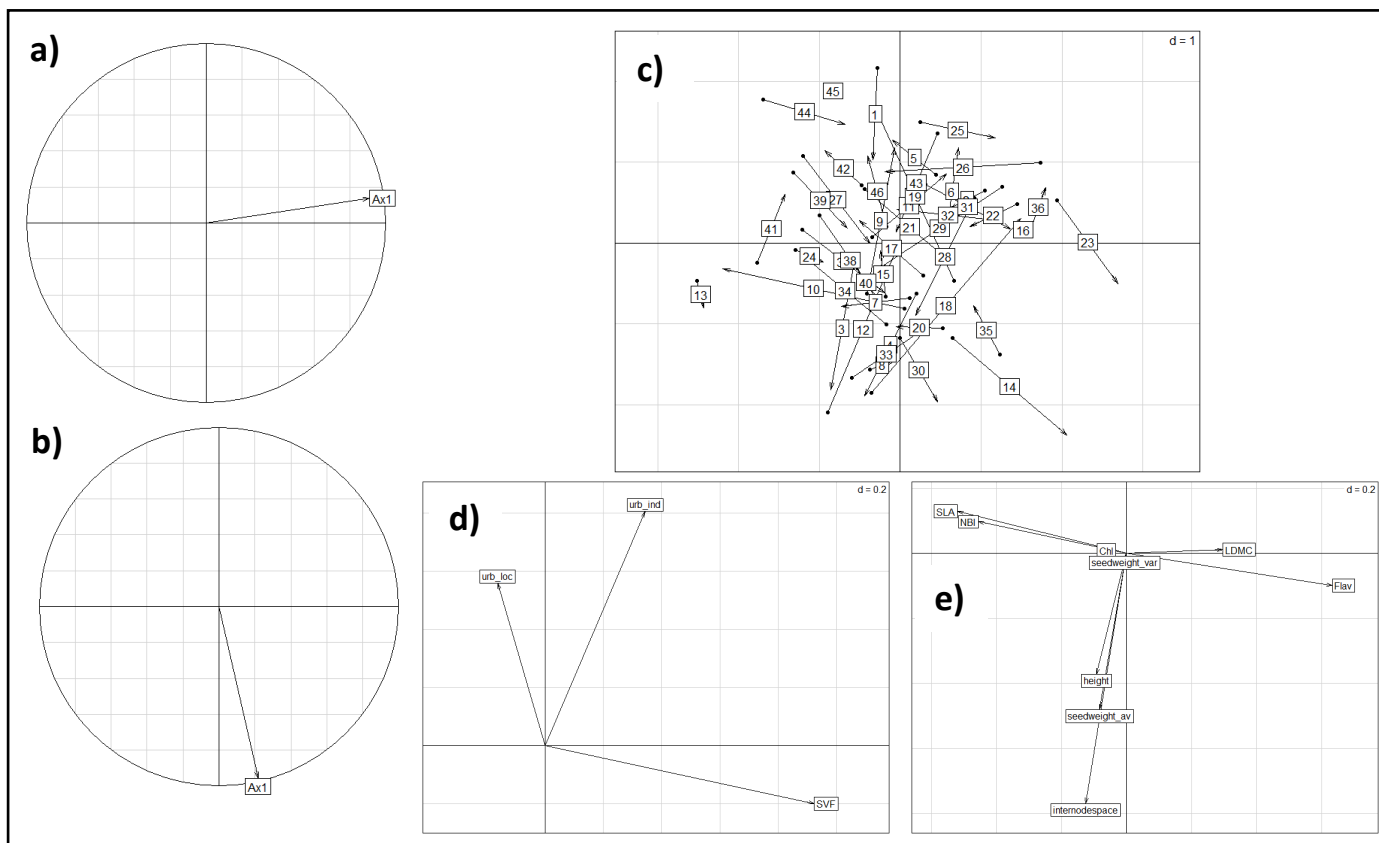 a)
Ax1
b)
Ax1
c)
d = 1
45
44
1
25
5
42
26
43
46
6
19
39
27
11
31
32
22
36
9
16
41
21
29
23
17
28
24
38
15
40
10
34
13
7
18
3
12
20
35
33
8
30
14
d)
d = 0.2
urb_ind
urb_loc
SVF
e)
d = 0.2
SLA
NBI
Chl
LDMC
seedweight_var
Flav
height
seedweight_av
internodespace